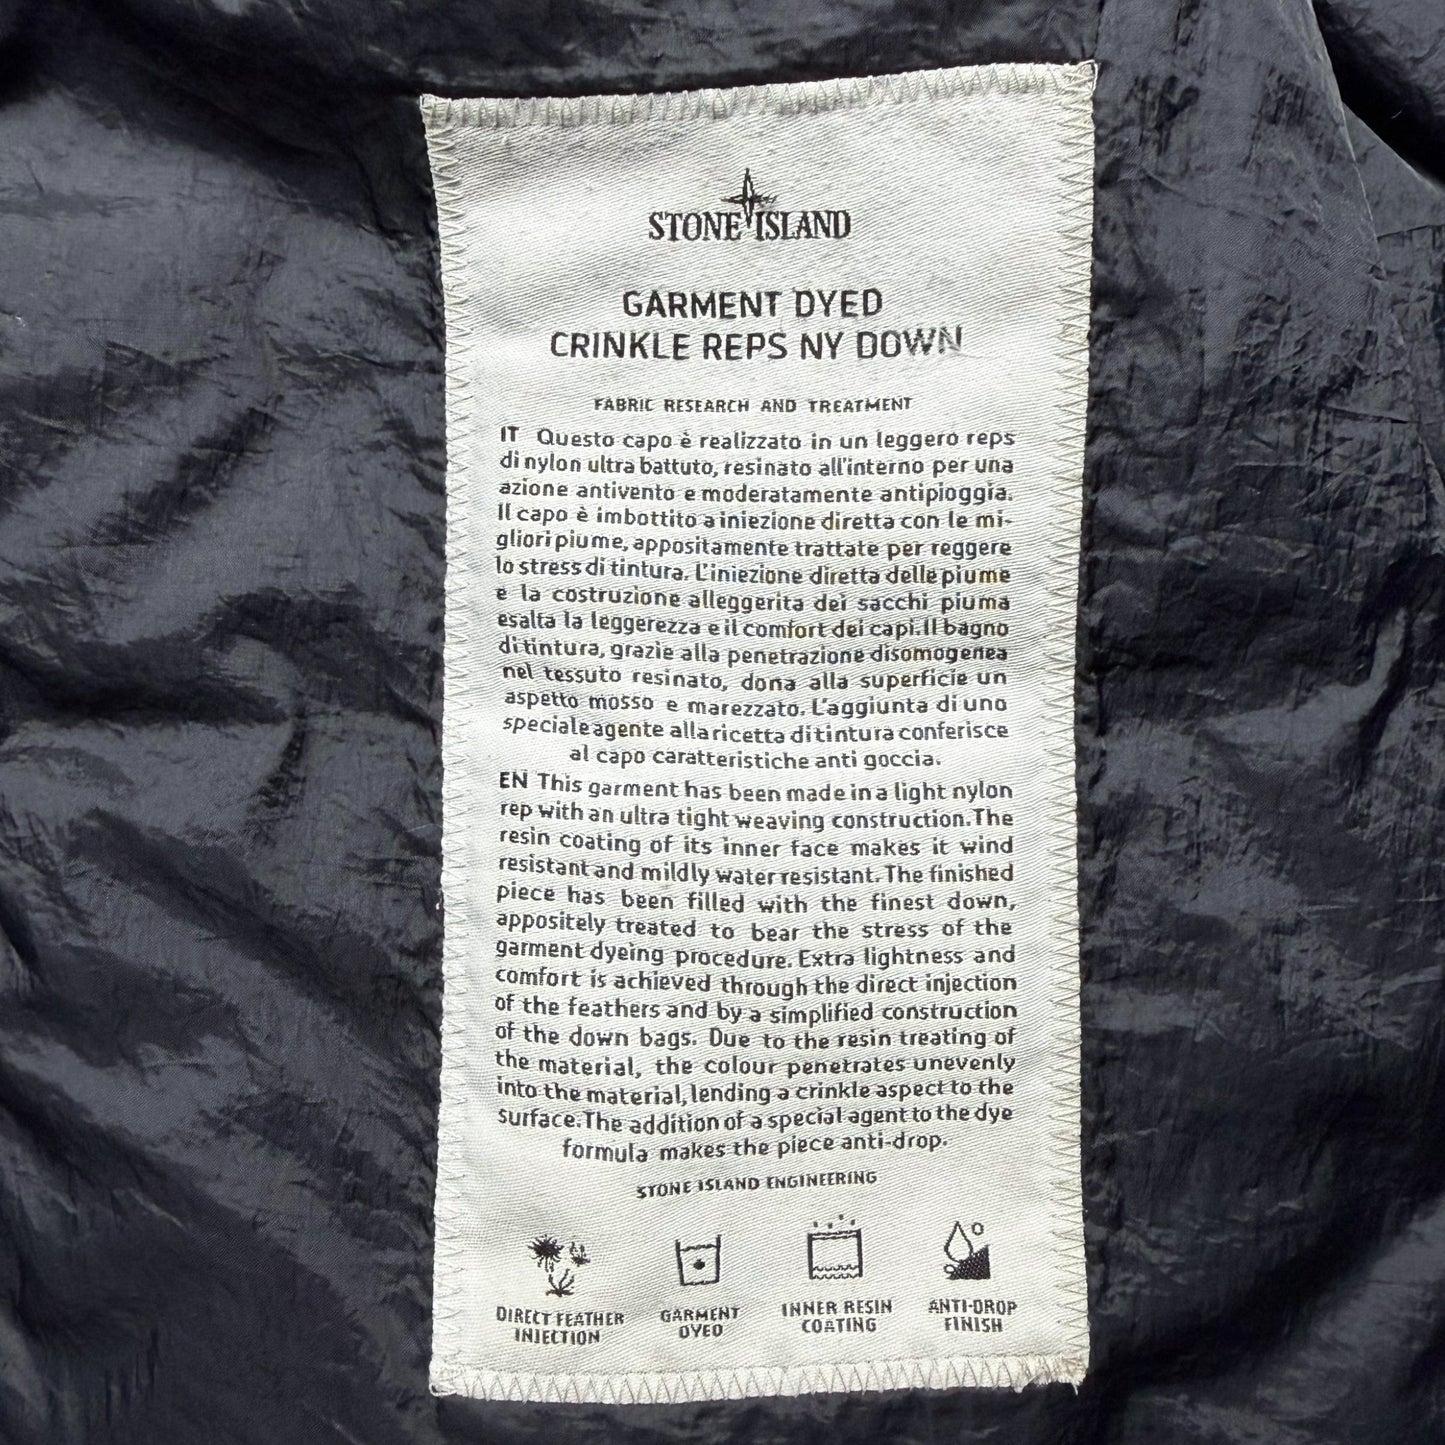 STONE ISLAND
GARMENT DYED
CRINKLE REPS NY DOWN
FABRIC RESEARCH AND TREATMENT
IT Questo capo è realizzato in un leggero reps
di nylon ultra battuto, resinato all'interno per una
azione antivento e moderatamente antipioggia.
Il capo è imbottito a iniezione diretta con le mi-
gliori piume, appositamente trattate per reggere
lo stress di tintura. L'iniezione diretta delle piume
e la costruzione alleggerita dei sacchi piuma
esalta la leggerezza e il comfort dei capi. Il bagno
di tintura, grazie alla penetrazione disomogenea
nel tessuto resinato, dona alla superficie un
aspetto mosso e marezzato. L'aggiunta di uno
speciale agente alla ricetta di tintura conferisce
al capo caratteristiche anti goccia.
EN This garment has been made in a light nylon
rep with an ultra tight weaving construction. The
resin coating of its inner face makes it wind
resistant and mildly water resistant. The finished
piece has been filled with the finest down,
appositely treated to bear the stress of the
garment dyeing procedure. Extra lightness and
comfort is achieved through the direct injection
of the feathers and by a simplified construction
of the down bags. Due to the resin treating of
the material, the colour penetrates unevenly
into the material, lending a crinkle aspect to the
surface. The addition of a special agent to the dye
formula makes the piece anti-drop.
STONE ISLAND ENGINEERING
DIRECT FEATHER
INJECTION
GARMENT
DYED
INNER RESIN
COATING
ANTI-DROP
FINISH